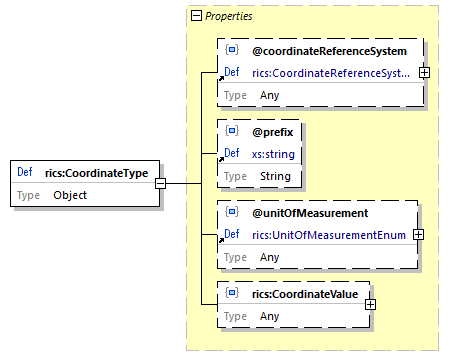 Properties
@coordinateReferenceSystem
Def rics:CoordinateReferenceSyst...
Type Any
@prefix
Def xs:string
Type String
Def rics:CoordinateType
Type Object
@unitOfMeasurement
Def rics:UnitOfMeasurementEnum
Type Any
rics:CoordinateValue
Type Any